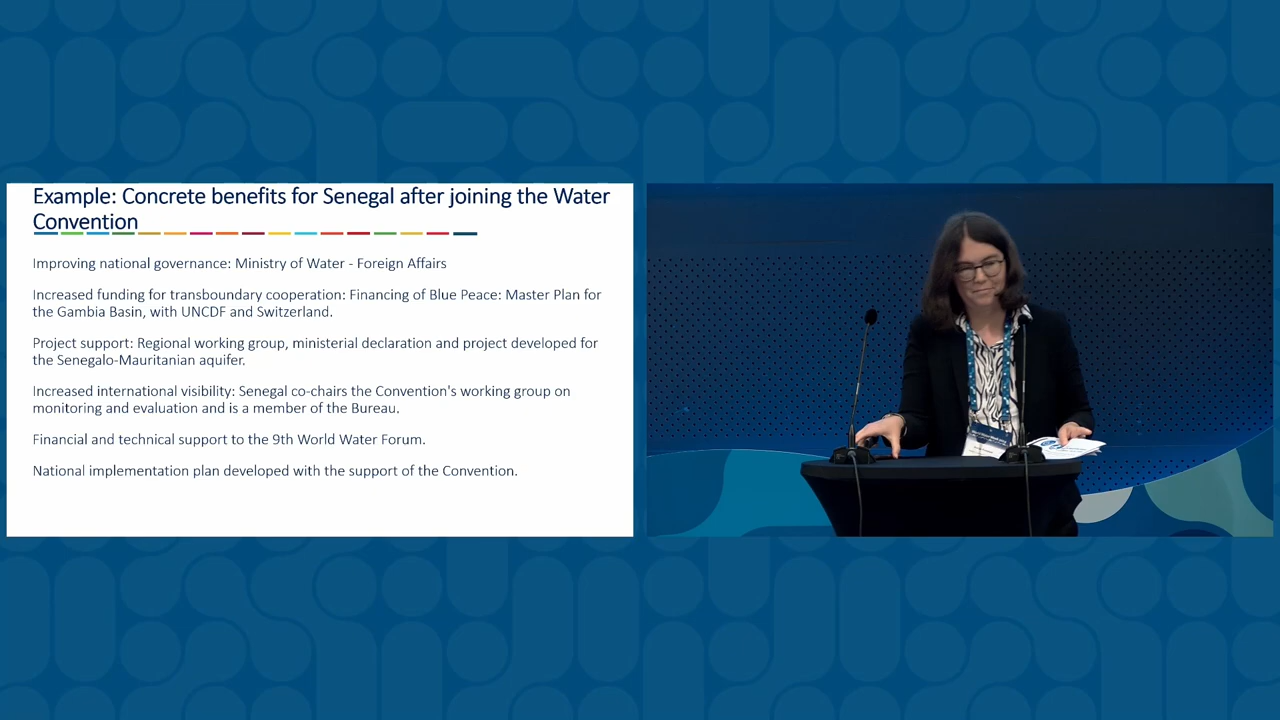 Example: Concrete benefits for Senegal after joining the Water
Convention
Improving national governance: Ministry of Water - Foreign Affairs
Increased funding for transboundary cooperation: Financing of Blue Peace: Master Plan for
the Gambia Basin, with UNCDF and Switzerland.
Project support: Regional working group, ministerial declaration and project developed for
the Senegalo-Mauritanian aquifer.
Increased international visibility: Senegal co-chairs the Convention's working group on
monitoring and evaluation and is a member of the Bureau.
Financial and technical support to the 9th World Water Forum.
National implementation plan developed with the support of the Convention.